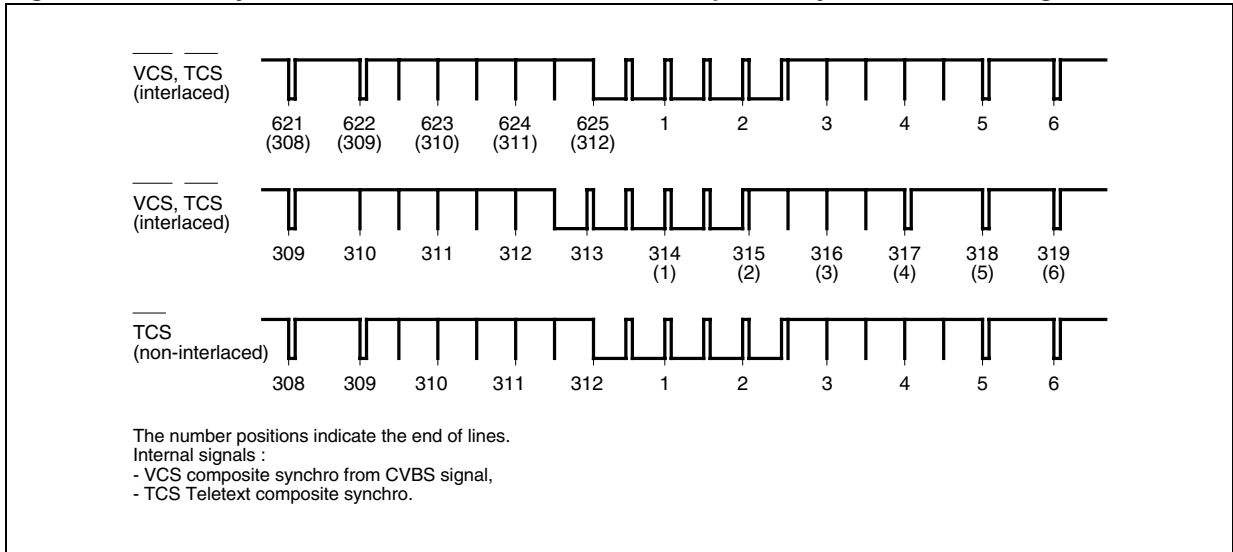 VCS, TCS
(interlaced)
621 622 623 624 625 1 2 3 4 5 6
(308) (309) (310) (311) (312)
VCS, TCS
(interlaced)
309 310 311 312 313 314 315 316 317 318 319
(1) (2) (3) (4) (5) (6)
TCS
(non-interlaced)
308 309 310 311 312 1 2 3 4 5 6
The number positions indicate the end of lines.
Internal signals :
- VCS composite synchro from CVBS signal,
- TCS Teletext composite synchro.